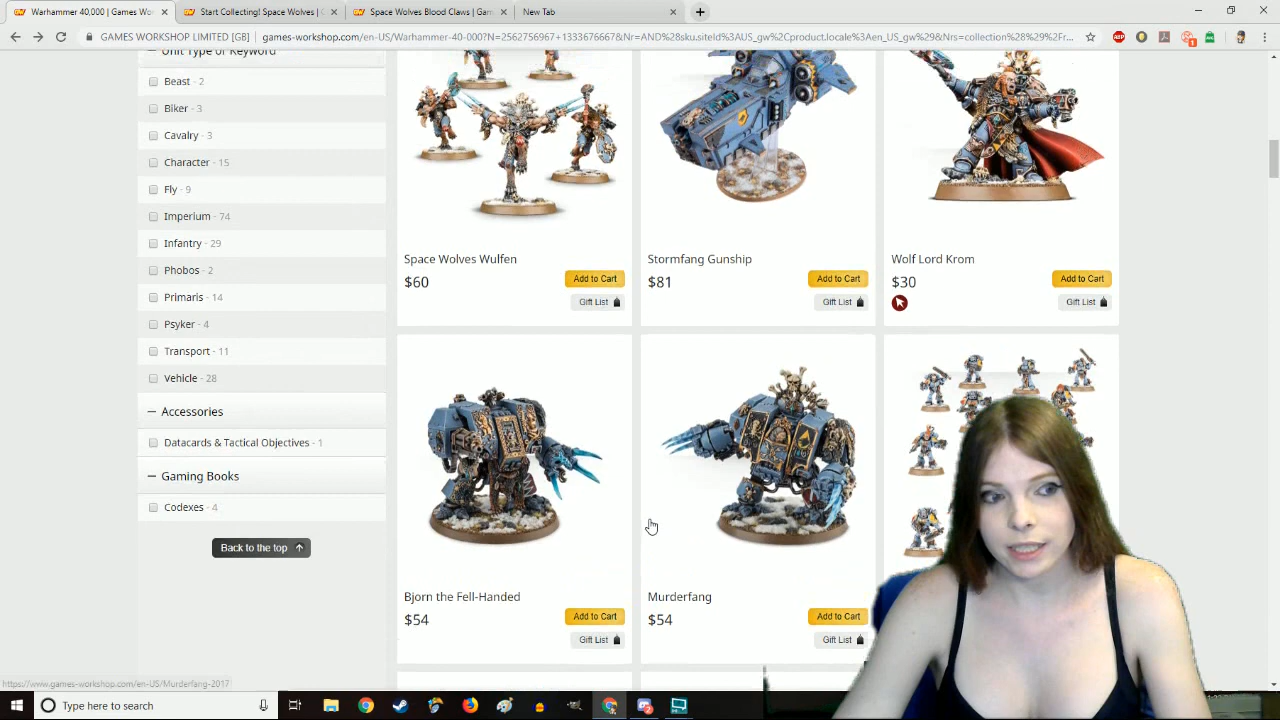 Warhammer 40,000 | Games Wo
Start Collecting! Space Wolves | G
Space Wolves Blood Claws | Gam
New Tab
GAMES WORKSHOP LIMITED [GB]
games-workshop.com/en-US/Warhammer-40-000?N=2562756967+1333676667&Nr=AND%28sku.siteId%3AUS_gw%2Cproduct.locale%3Aen_US_gw%29&Nrs=collection%28%29%2Fr...
Unit Type or Keyword
Beast - 2
Biker - 3
Cavalry - 3
Character - 15
Fly - 9
Imperium - 74
Infantry - 29
Phobos - 2
Primaris - 14
Psyker - 4
Transport - 11
Vehicle - 28
Accessories
Datacards & Tactical Objectives - 1
Gaming Books
Codexes - 4
Back to the top
Space Wolves Wulfen
$60
Add to Cart
Gift List
Stormfang Gunship
$81
Add to Cart
Gift List
Wolf Lord Krom
$30
Add to Cart
Gift List
Bjorn the Fell-Handed
$54
Add to Cart
Gift List
Murderfang
$54
Add to Cart
Gift List
https://www.games-workshop.com/en-US/Murderfang-2017
Type here to search